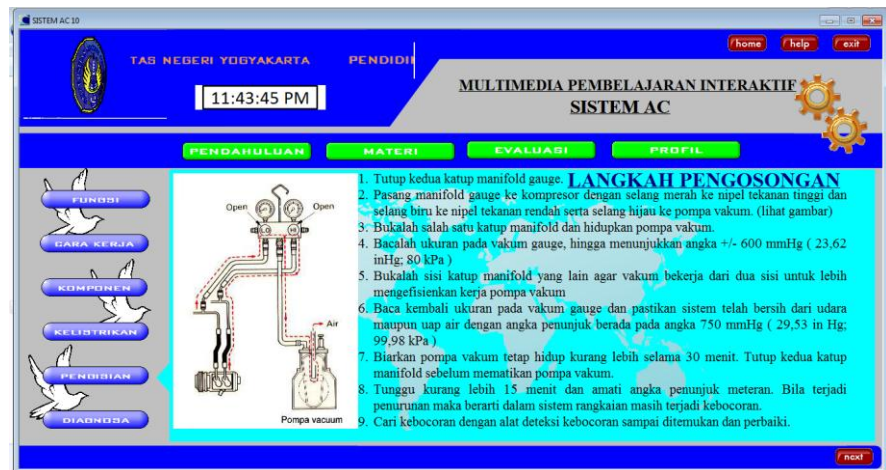 SISTEM AC 10
home help exit
TAS NEGERI YOGYAKARTA PENDIDI
11:43:45 PM
MULTIMEDIA PEMBELAJARAN INTERAKTIF
SISTEM AC
PENDAHULUAN MATERI EVALUASI PROFIL
FUNGSI
CARA KERJA
KOMPONEN
KELISTRIKAN
PENGISIAN
DIAGNOSA
Open Open
LO HI
Air
Pompa vacuum
LANGKAH PENGOSONGAN
1. Tutup kedua katup manifold gauge.
2. Pasang manifold gauge ke kompresor dengan selang merah ke nipel tekanan tinggi dan
selang biru ke nipel tekanan rendah serta selang hijau ke pompa vakum. (lihat gambar)
3. Bukalah salah satu katup manifold dan hidupkan pompa vakum.
4. Bacalah ukuran pada vakum gauge, hingga menunjukkan angka +/- 600 mmHg ( 23,62
inHg; 80 kPa )
5. Bukalah sisi katup manifold yang lain agar vakum bekerja dari dua sisi untuk lebih
mengefisienkan kerja pompa vakum
6. Baca kembali ukuran pada vakum gauge dan pastikan sistem telah bersih dari udara
maupun uap air dengan angka penunjuk berada pada angka 750 mmHg ( 29,53 in Hg;
99,98 kPa )
7. Biarkan pompa vakum tetap hidup kurang lebih selama 30 menit. Tutup kedua katup
manifold sebelum mematikan pompa vakum.
8. Tunggu kurang lebih 15 menit dan amati angka penunjuk meteran. Bila terjadi
penurunan maka berarti dalam sistem rangkaian masih terjadi kebocoran.
9. Cari kebocoran dengan alat deteksi kebocoran sampai ditemukan dan perbaiki.
next